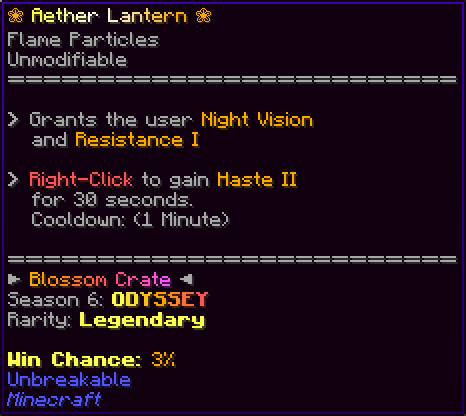 ❀ Aether Lantern ❀
Flame Particles
Unmodifiable
==============================
> Grants the user Night Vision
and Resistance I
> Right-Click to gain Haste II
for 30 seconds.
Cooldown: (1 Minute)
==============================
► Blossom Crate ◄
Season 6: ODYSSEY
Rarity: Legendary
Win Chance: 3%
Unbreakable
Minecraft